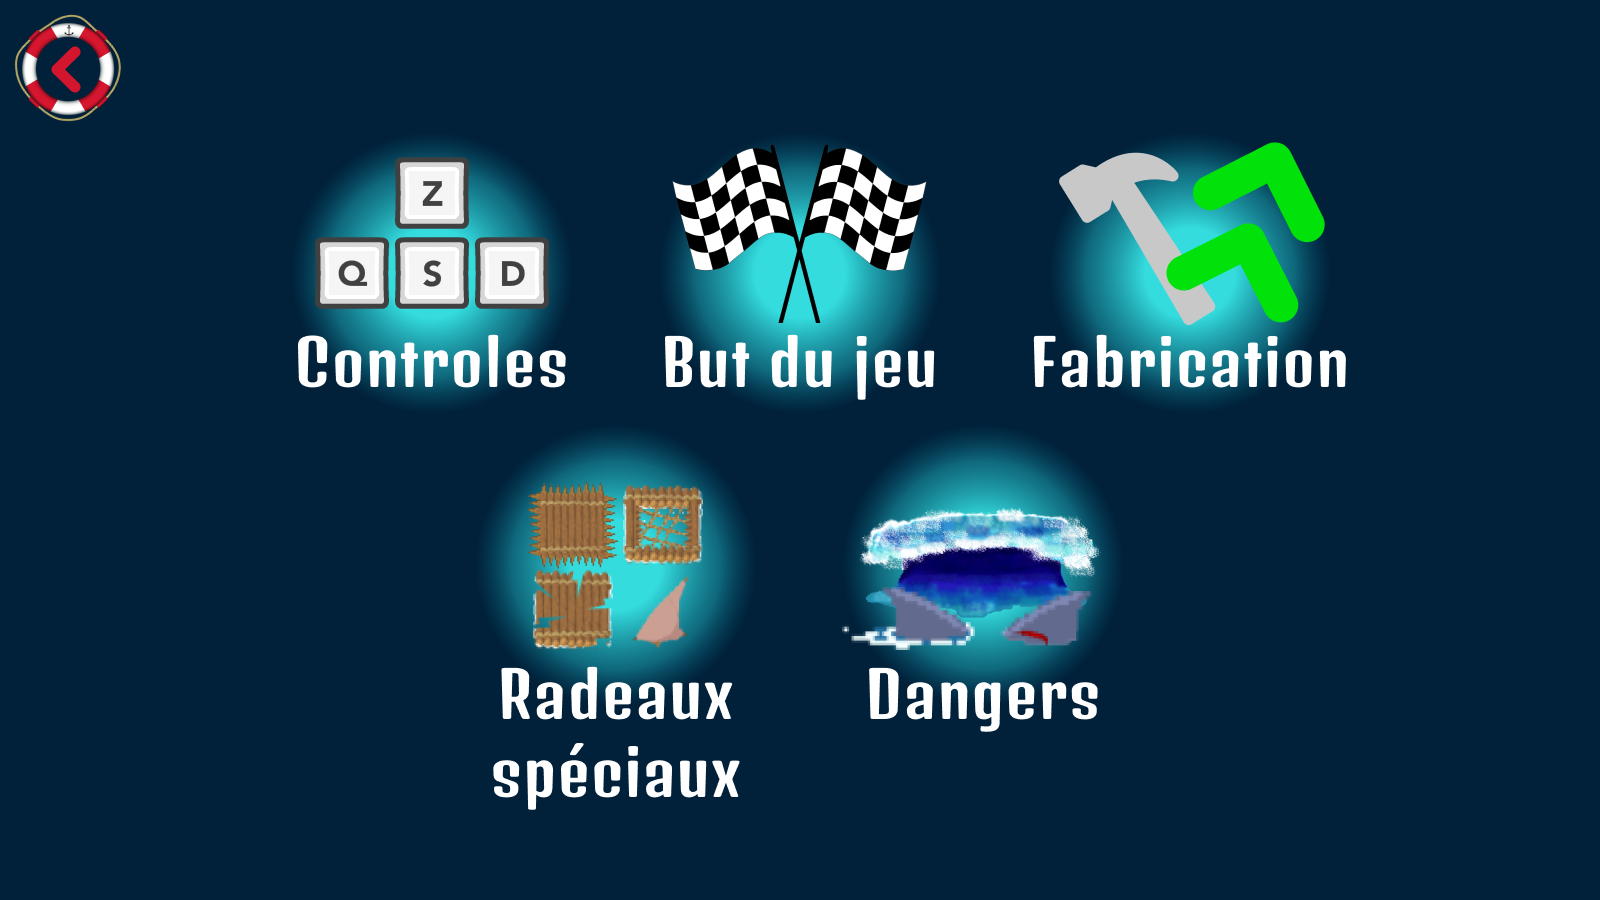 Z
Q S D
Controles
But du jeu
Fabrication
Radeaux
spéciaux
Dangers